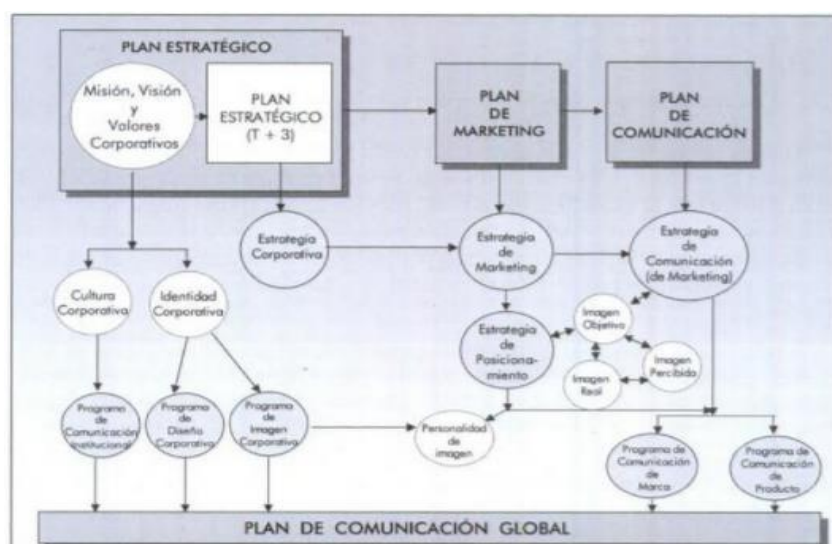 PLAN ESTRATÉGICO
Misión, Visión
y
Valores
Corporativos
PLAN
ESTRATÉGICO
(T + 3)
PLAN
DE
MARKETING
PLAN
DE
COMUNICACIÓN
Estrategia
Corporativa
Estrategia
de
Marketing
Estrategia
de
Comunicación
(de Marketing)
Cultura
Corporativa
Identidad
Corporativa
Estrategia
de
Posiciona-
miento
Imagen
Objetivo
Imagen
Real
Imagen
Percibida
Programa
de
Comunicación
Institucional
Programa
de
Diseño
Corporativo
Programa
de
Imagen
Corporativa
Personalidad
de
imagen
Programa de
Comunicación
de
Marca
Programa de
Comunicación
de
Producto
PLAN DE COMUNICACIÓN GLOBAL